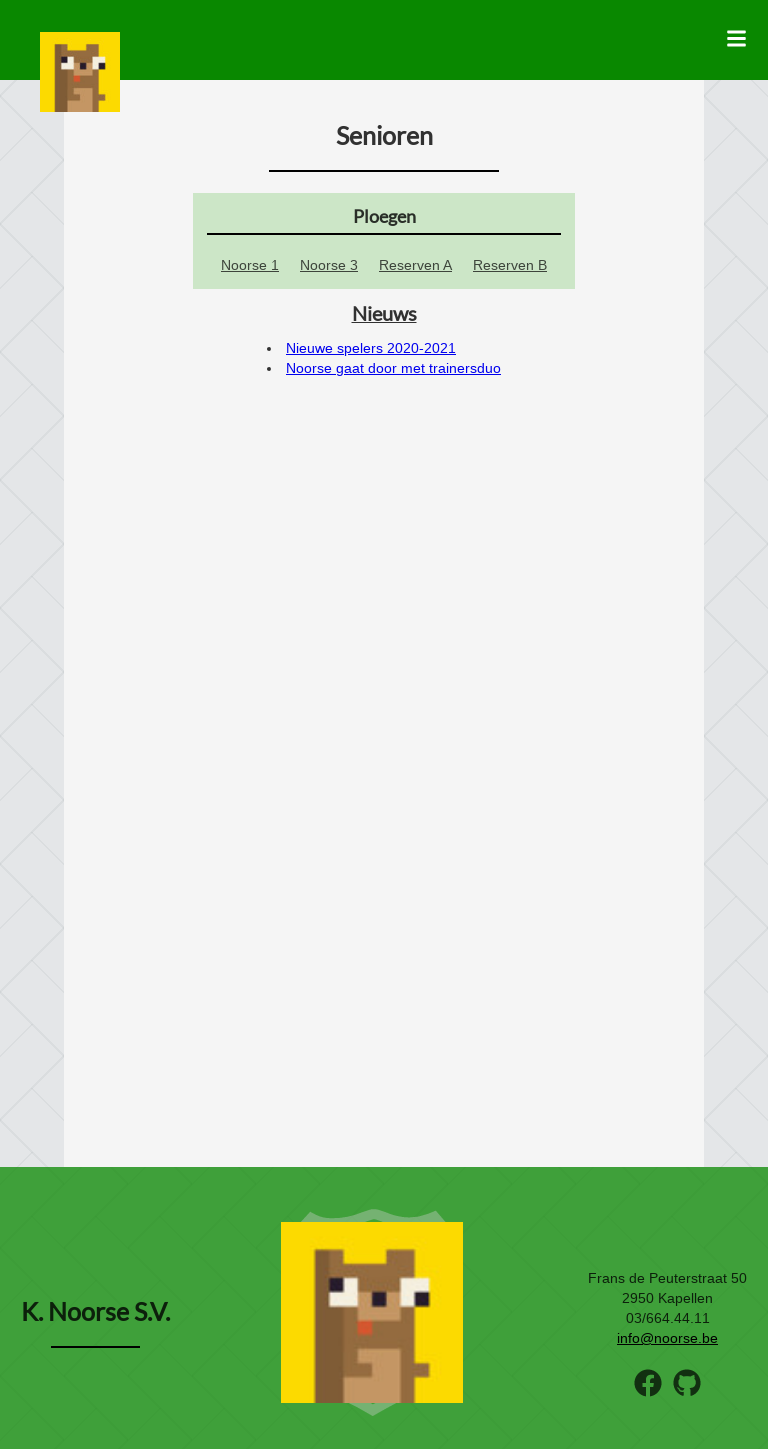 Senioren
Ploegen
Noorse 1 Noorse 3 Reserven A Reserven B
Nieuws
Nieuwe spelers 2020-2021
Noorse gaat door met trainersduo
K. Noorse S.V.
Frans de Peuterstraat 50
2950 Kapellen
03/664.44.11
info@noorse.be